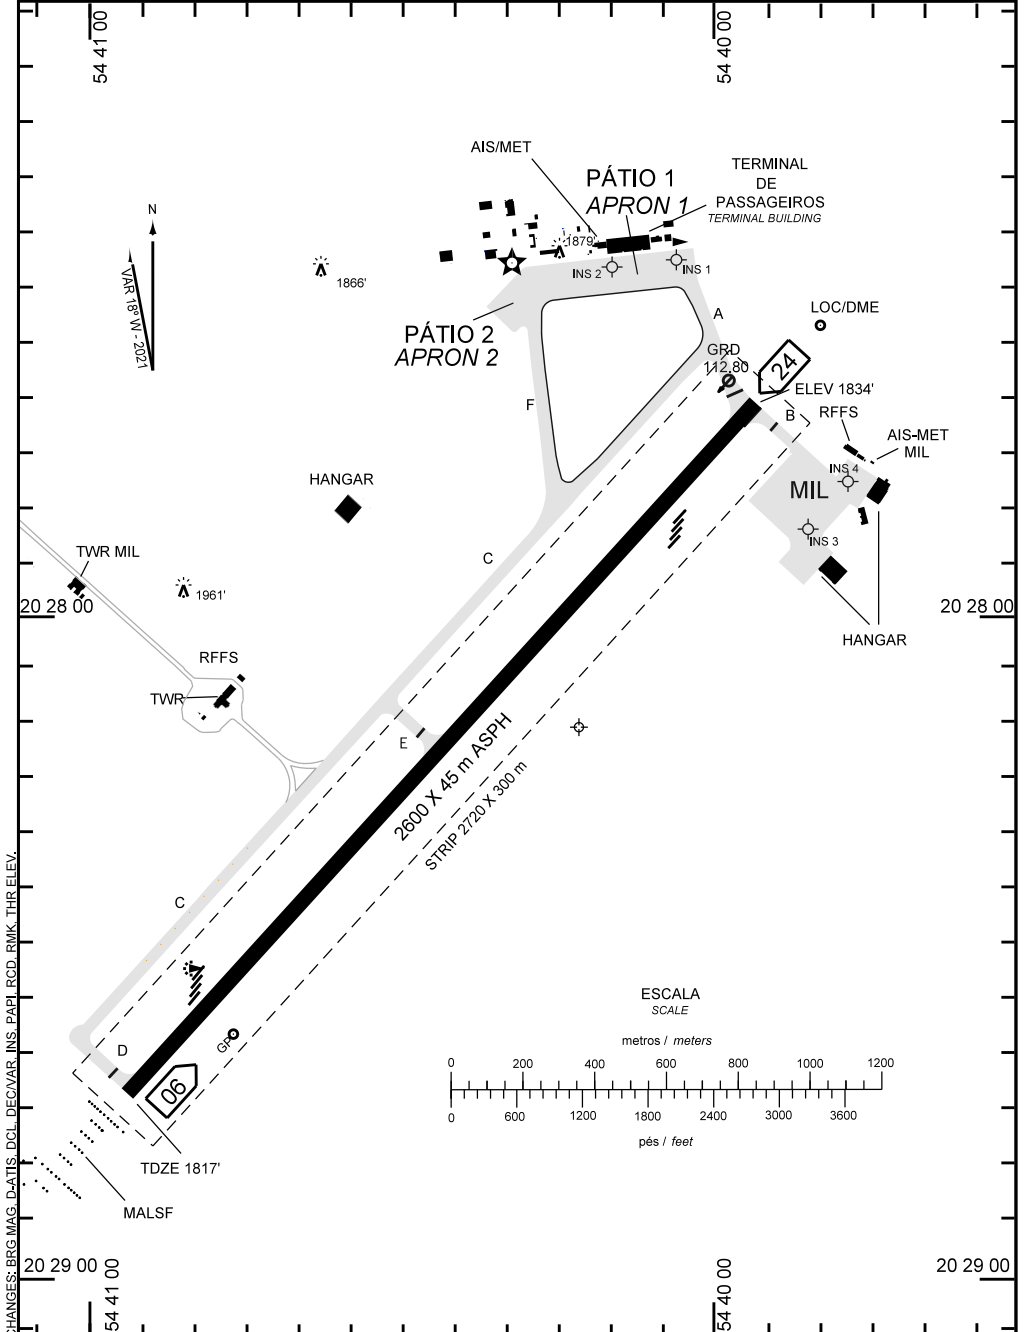 54 41 00
54 40 00
AIS/MET
PÁTIO 1
APRON 1
TERMINAL
DE
PASSAGEIROS
TERMINAL BUILDING
N
VAR 18º W - 2021
1866'
1879'
INS 2
INS 1
A
LOC/DME
PÁTIO 2
APRON 2
GRD
112,80
24
ELEV 1834'
F
B
RFFS
AIS-MET
MIL
INS 4
MIL
HANGAR
INS 3
C
TWR MIL
1961'
20 28 00
20 28 00
HANGAR
RFFS
TWR
E
2600 X 45 m ASPH
STRIP 2720 X 300 m
C
CHANGES: BRG MAG, D-ATIS, DCL, DEC/VAR, INS, PAPI, RCD, RMK, THR ELEV.
ESCALA
SCALE
metros / meters
0 200 400 600 800 1000 1200
0 600 1200 1800 2400 3000 3600
pés / feet
GP
D
06
TDZE 1817'
MALSF
20 29 00
20 29 00
54 41 00
54 40 00